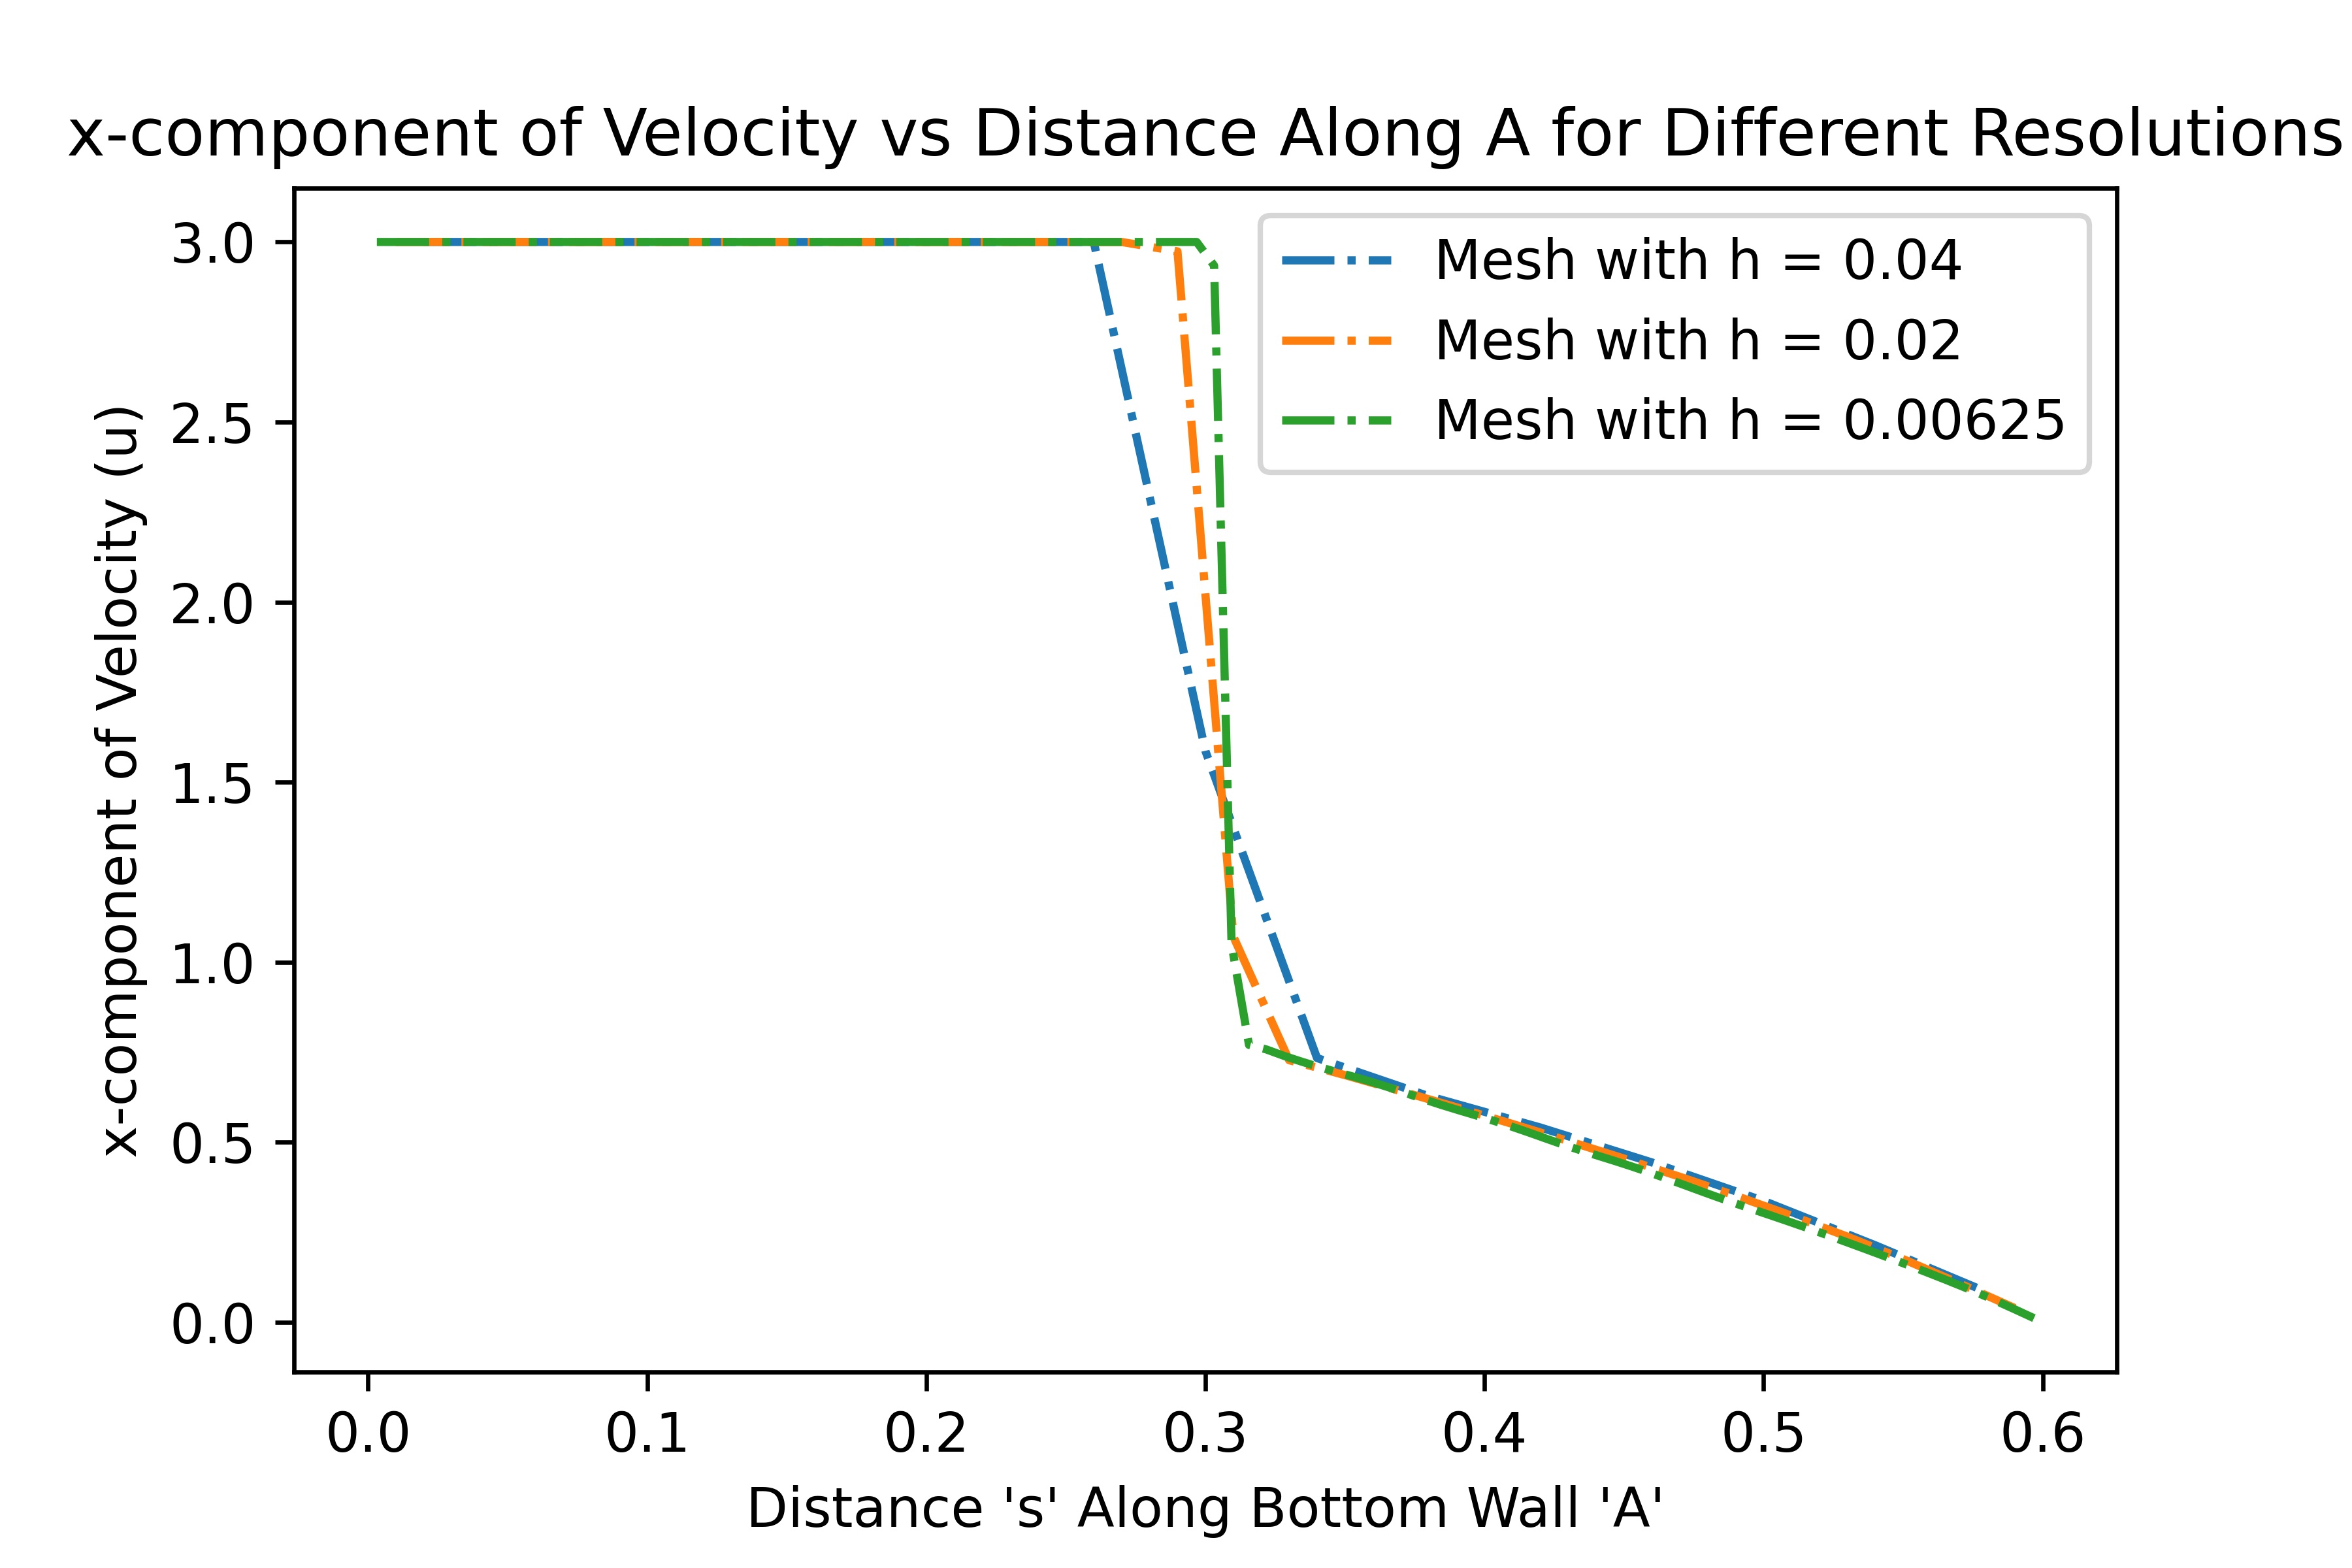 x-component of Velocity vs Distance Along A for Different Resolutions
Mesh with h = 0.04
Mesh with h = 0.02
Mesh with h = 0.00625
x-component of Velocity (u)
3.0
2.5
2.0
1.5
1.0
0.5
0.0
0.0 0.1 0.2 0.3 0.4 0.5 0.6
Distance 's' Along Bottom Wall 'A'